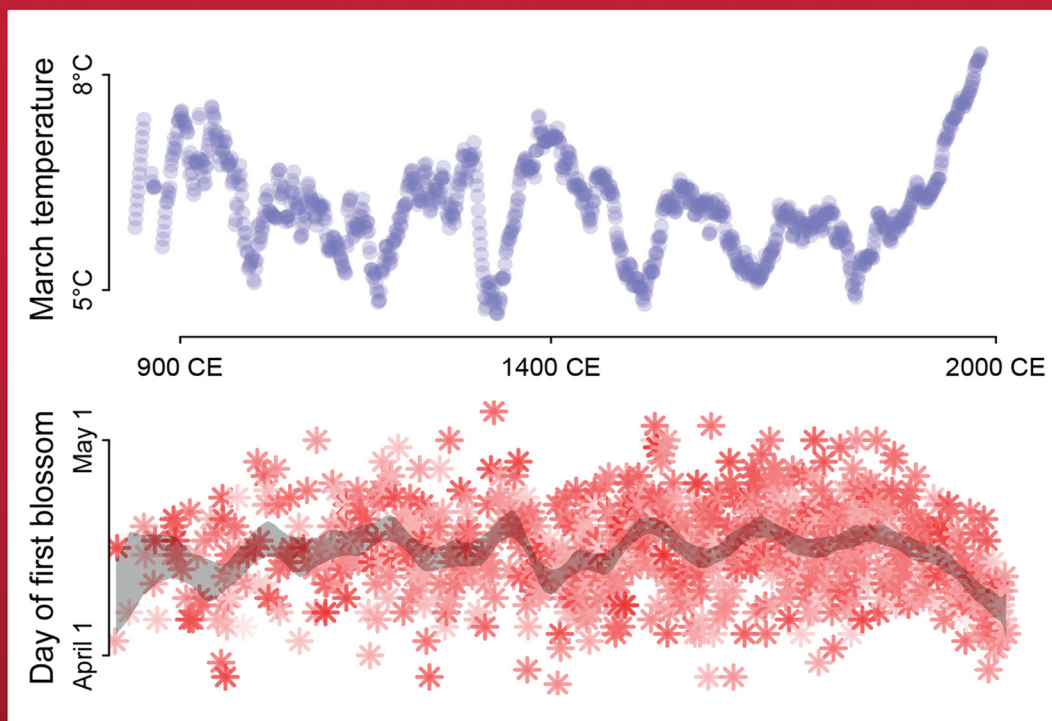 March temperature
8°C
5°C
900 CE
1400 CE
2000 CE
Day of first blossom
May 1
April 1